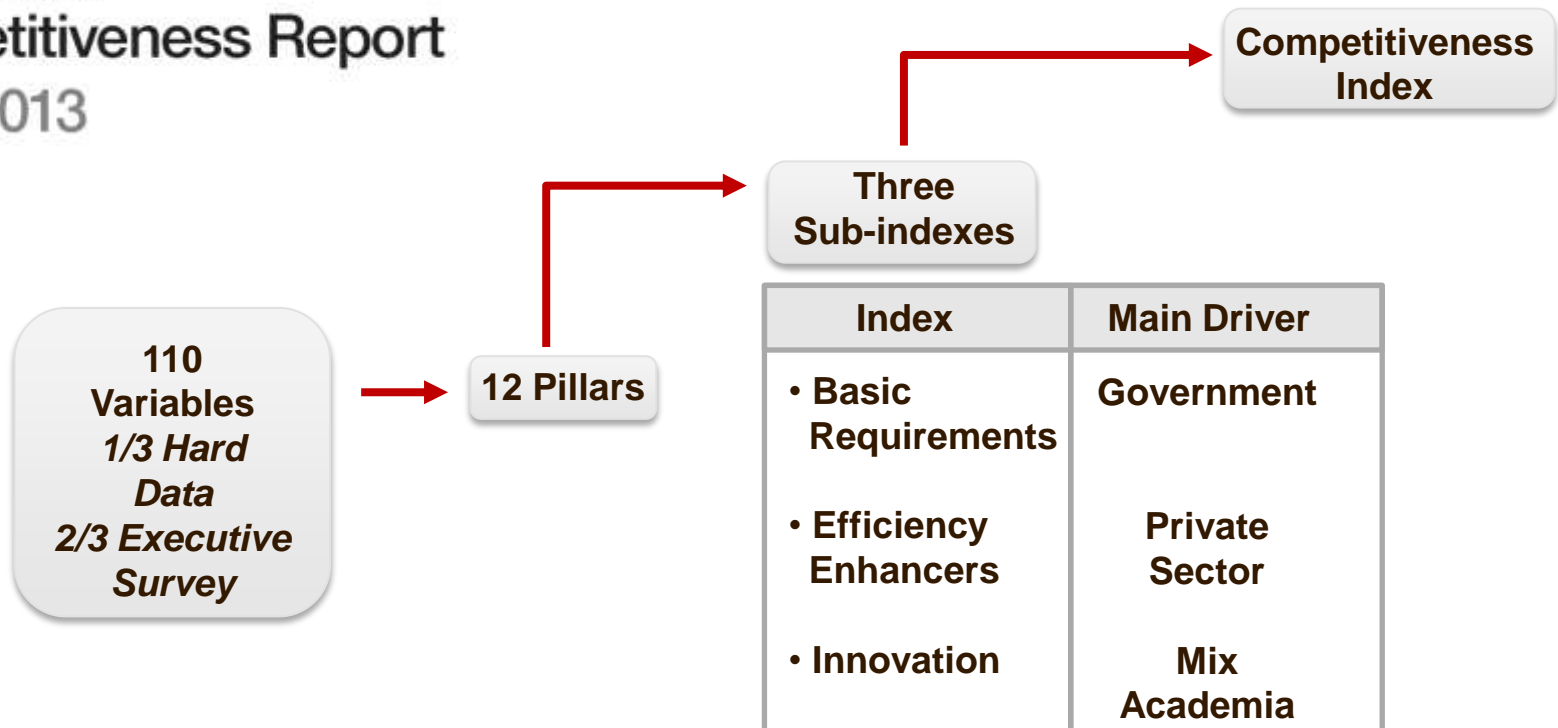 etitiveness Report
013
Competitiveness
Index
Three
Sub-indexes
110
Variables
1/3 Hard
Data
2/3 Executive
Survey
12 Pillars
Index Main Driver
• Basic
Requirements
Government
• Efficiency
Enhancers
Private
Sector
• Innovation
Mix
Academia